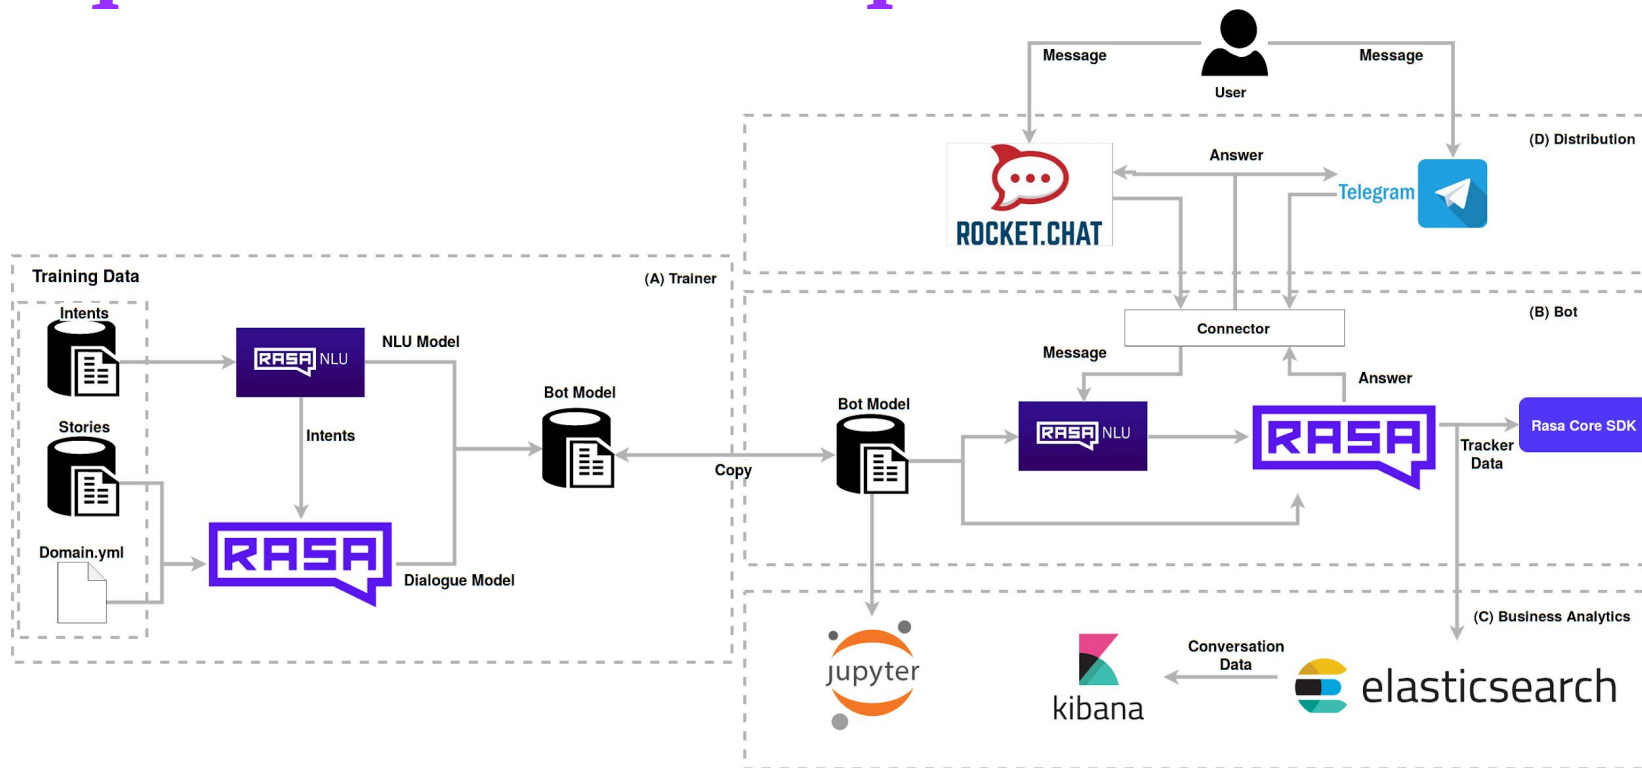 Message
Message
User
(D) Distribution
Answer
Telegram
ROCKET.CHAT
Training Data
(A) Trainer
Intents
RASA NLU
NLU Model
Intents
Stories
Domain.yml
RASA
Dialogue Model
Bot Model
Copy
(B) Bot
Connector
Message
Answer
Bot Model
RASA NLU
RASA
Rasa Core SDK
Tracker
Data
(C) Business Analytics
jupyter
kibana
Conversation
Data
elasticsearch